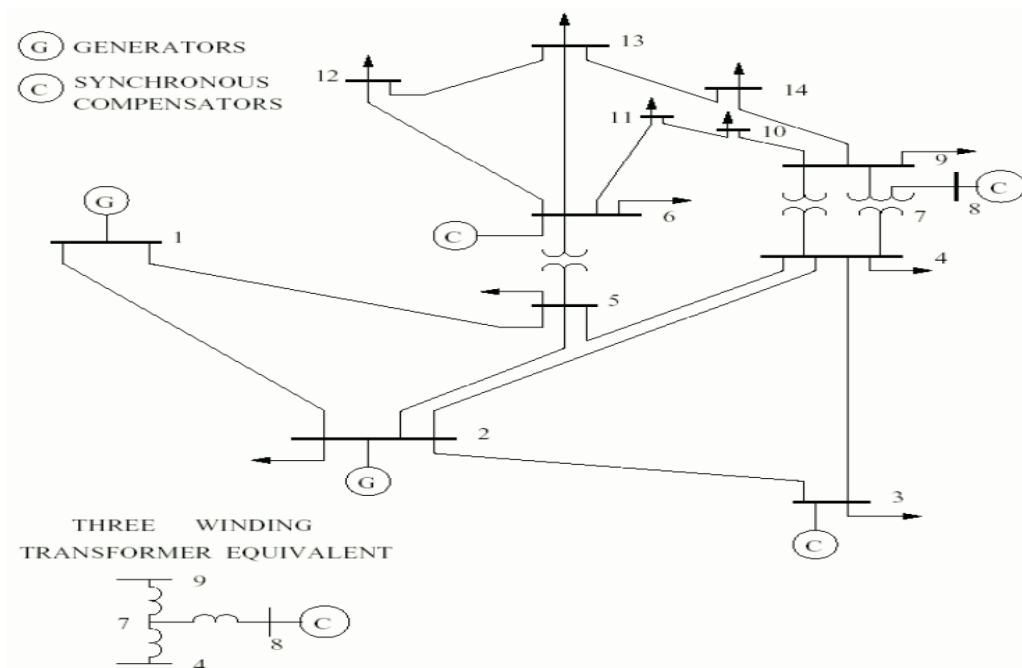 G GENERATORS
C SYNCHRONOUS
COMPENSATORS
13
12
14
11
10
G
9
C
8
7
6
C
1
4
5
2
G
3
C
THREE WINDING
TRANSFORMER EQUIVALENT
9
7
C
8
4